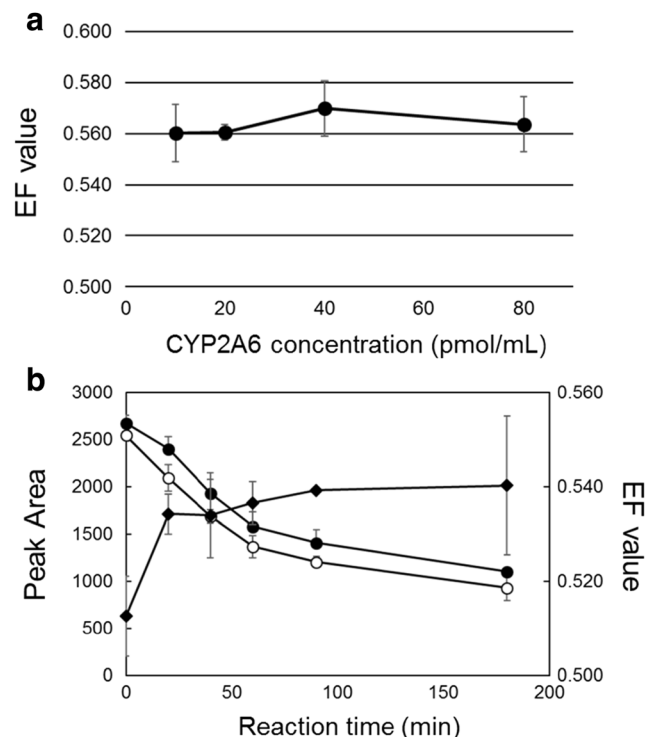 a
0.600
0.580
0.560
0.540
0.520
0.500
EF value
0 20 40 60 80
CYP2A6 concentration (pmol/mL)
b
3000
2500
2000
1500
1000
500
0
Peak Area
0.560
0.540
0.520
0.500
EF value
0 50 100 150 200
Reaction time (min)